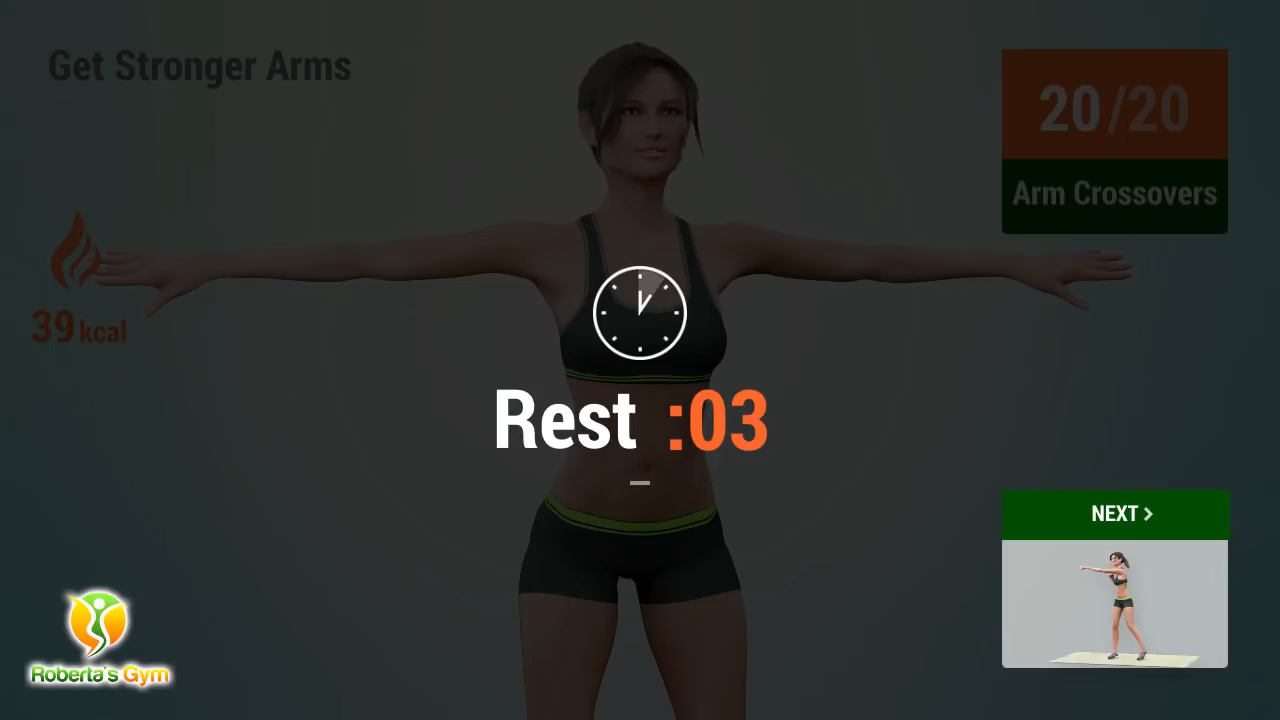 Get Stronger Arms
20/20
Arm Crossovers
39 kcal
Rest :03
NEXT >
Roberta's Gym